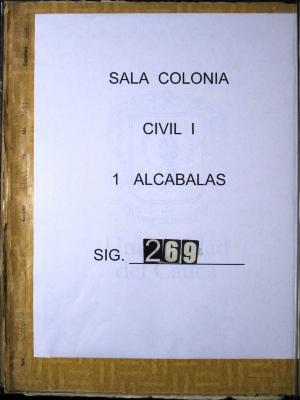 SALA COLONIA
CIVIL I
1 ALCABALAS
SIG. 269